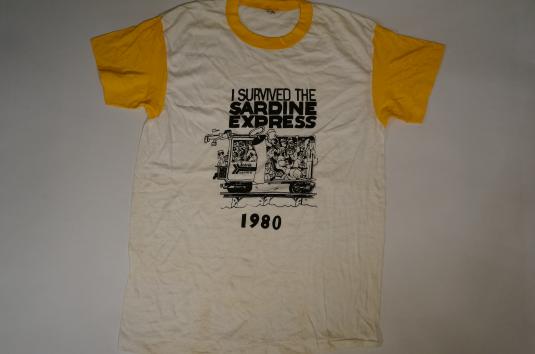 I SURVIVED THE
SARDINE
EXPRESS
1980